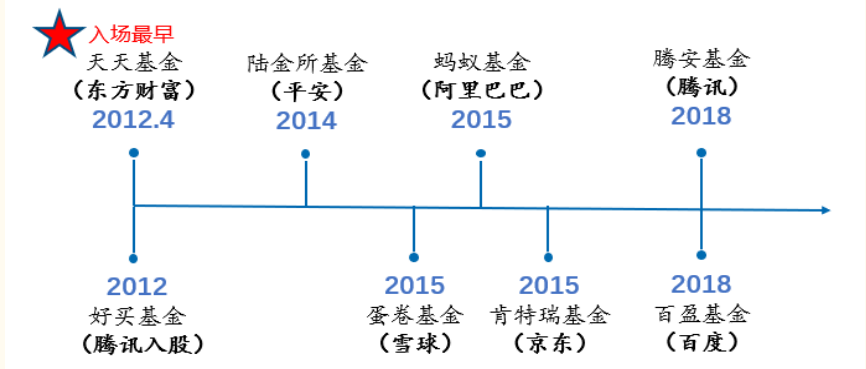 入场最早
天天基金
（东方财富）
2012.4
陆金所基金
（平安）
2014
蚂蚁基金
（阿里巴巴）
2015
腾安基金
（腾讯）
2018
2012
好买基金
（腾讯入股）
2015
蛋卷基金
（雪球）
2015
肯特瑞基金
（京东）
2018
百盈基金
（百度）